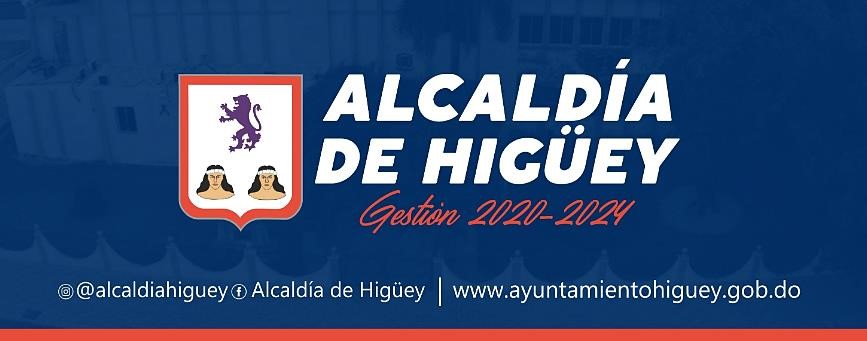 ALCALDÍA
DE HIGÜEY
Gestión 2020-2024
@alcaldiahiguey Alcaldía de Higüey | www.ayuntamientohiguey.gob.do